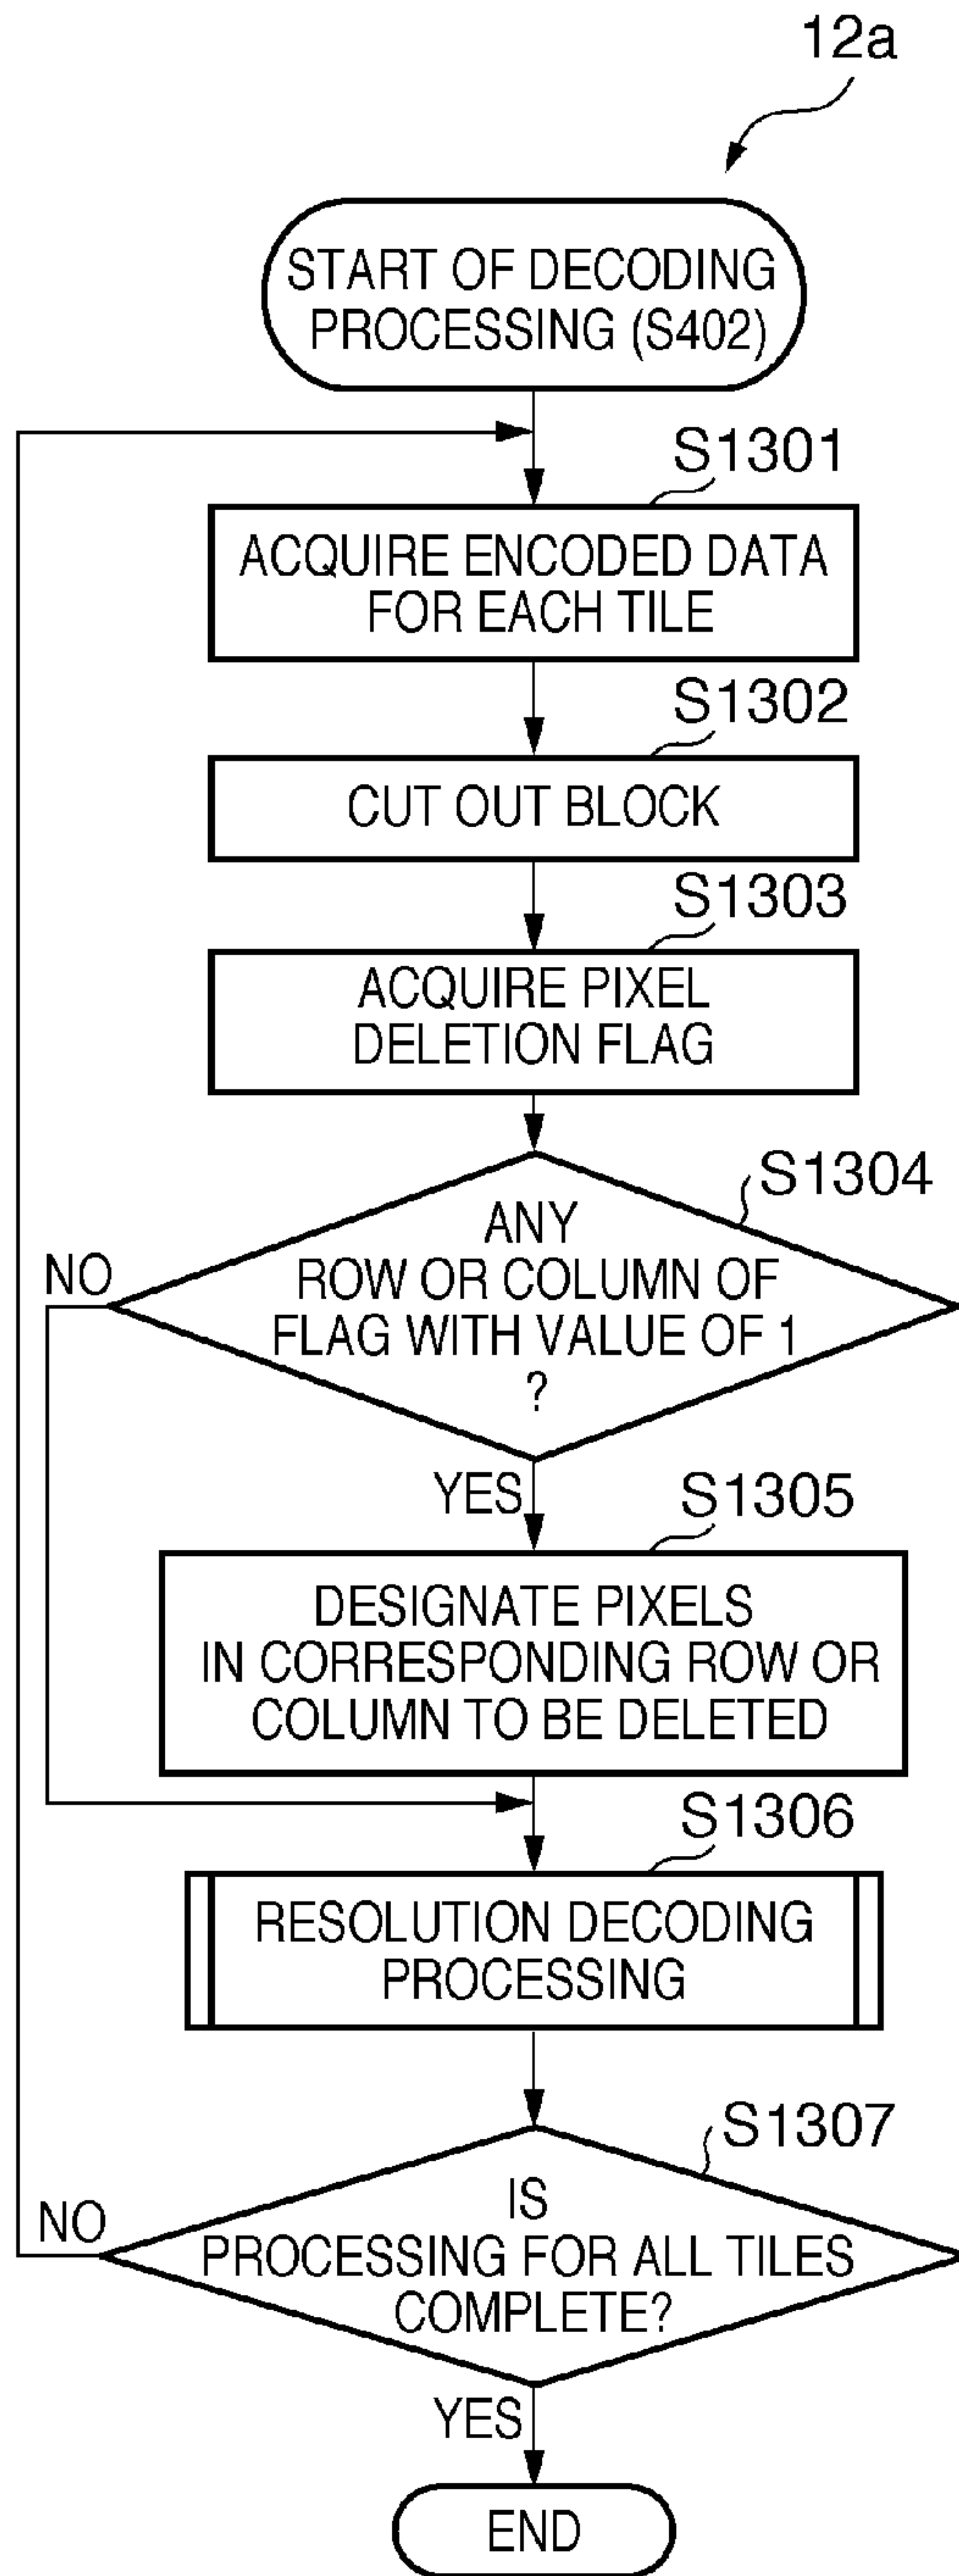 12a
START OF DECODING
PROCESSING (S402)
S1301
ACQUIRE ENCODED DATA
FOR EACH TILE
S1302
CUT OUT BLOCK
S1303
ACQUIRE PIXEL
DELETION FLAG
S1304
ANY
ROW OR COLUMN OF
FLAG WITH VALUE OF 1
?
NO
YES
S1305
DESIGNATE PIXELS
IN CORRESPONDING ROW OR
COLUMN TO BE DELETED
S1306
RESOLUTION DECODING
PROCESSING
S1307
IS
PROCESSING FOR ALL TILES
COMPLETE?
NO
YES
END